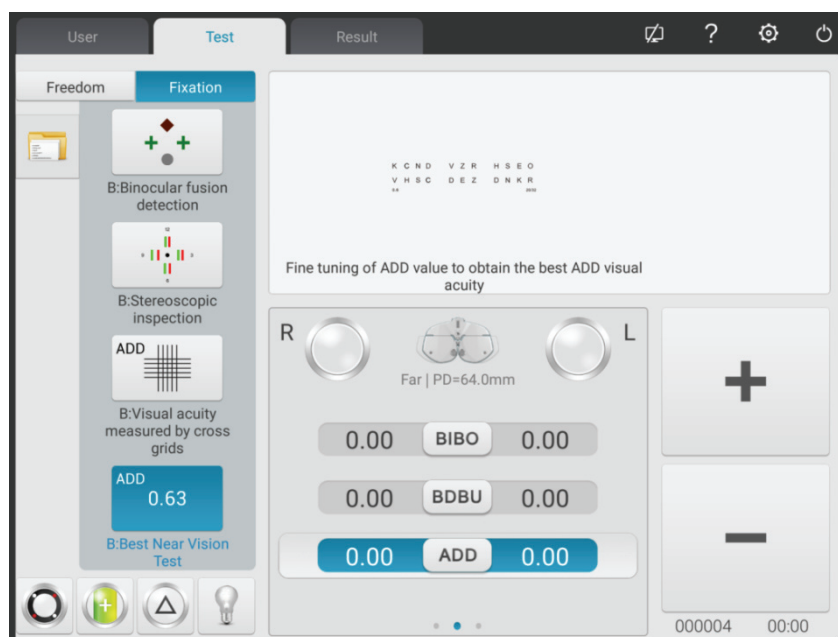 User
Test
Result
?
Freedom
Fixation
B:Binocular fusion
detection
B:Stereoscopic
inspection
ADD
B:Visual acuity
measured by cross
grids
ADD
0.63
B:Best Near Vision
Test
K C N D V Z R H S E O
V H S C D E Z D N K R
Fine tuning of ADD value to obtain the best ADD visual
acuity
R
L
Far | PD=64.0mm
0.00 BIBO 0.00
0.00 BDBU 0.00
0.00 ADD 0.00
+
−
000004 00:00